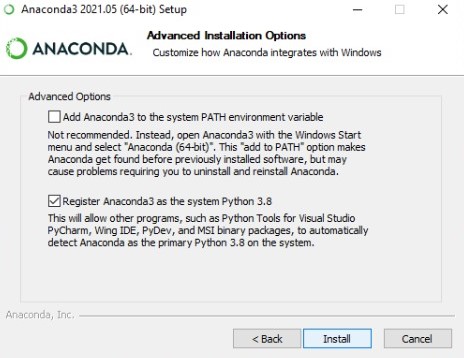 Anaconda3 2021.05 (64-bit) Setup
ANACONDA.
Advanced Installation Options
Customize how Anaconda integrates with Windows
Advanced Options
Add Anaconda3 to the system PATH environment variable
Not recommended. Instead, open Anaconda3 with the Windows Start
menu and select "Anaconda (64-bit)". This "add to PATH" option makes
Anaconda get found before previously installed software, but may
cause problems requiring you to uninstall and reinstall Anaconda.
Register Anaconda3 as the system Python 3.8
This will allow other programs, such as Python Tools for Visual Studio
PyCharm, Wing IDE, PyDev, and MSI binary packages, to automatically
detect Anaconda as the primary Python 3.8 on the system.
Anaconda, Inc.
< Back
Install
Cancel